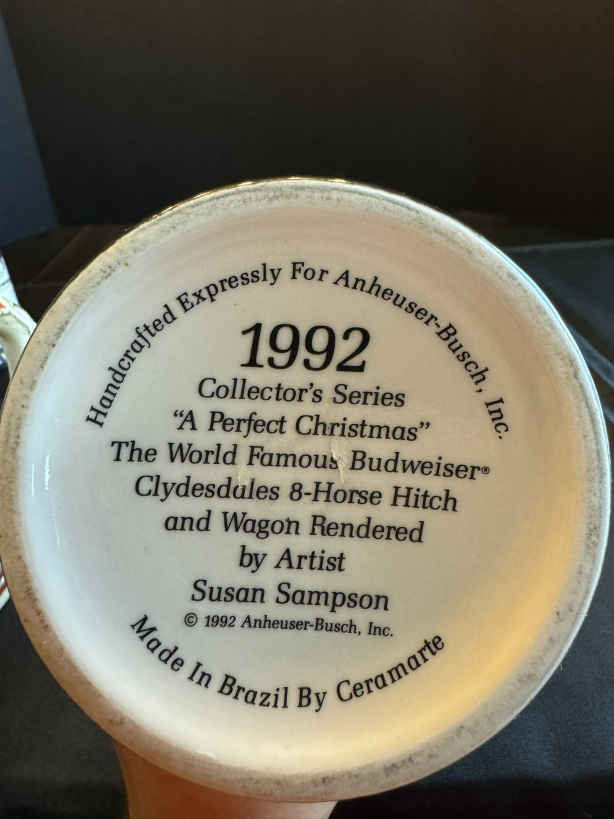 Handcrafted Expressly For Anheuser-Busch, Inc.
1992
Collector's Series
"A Perfect Christmas"
The World Famous Budweiser®
Clydesdales 8-Horse Hitch
and Wagon Rendered
by Artist
Susan Sampson
© 1992 Anheuser-Busch, Inc.
Made In Brazil By Ceramarte